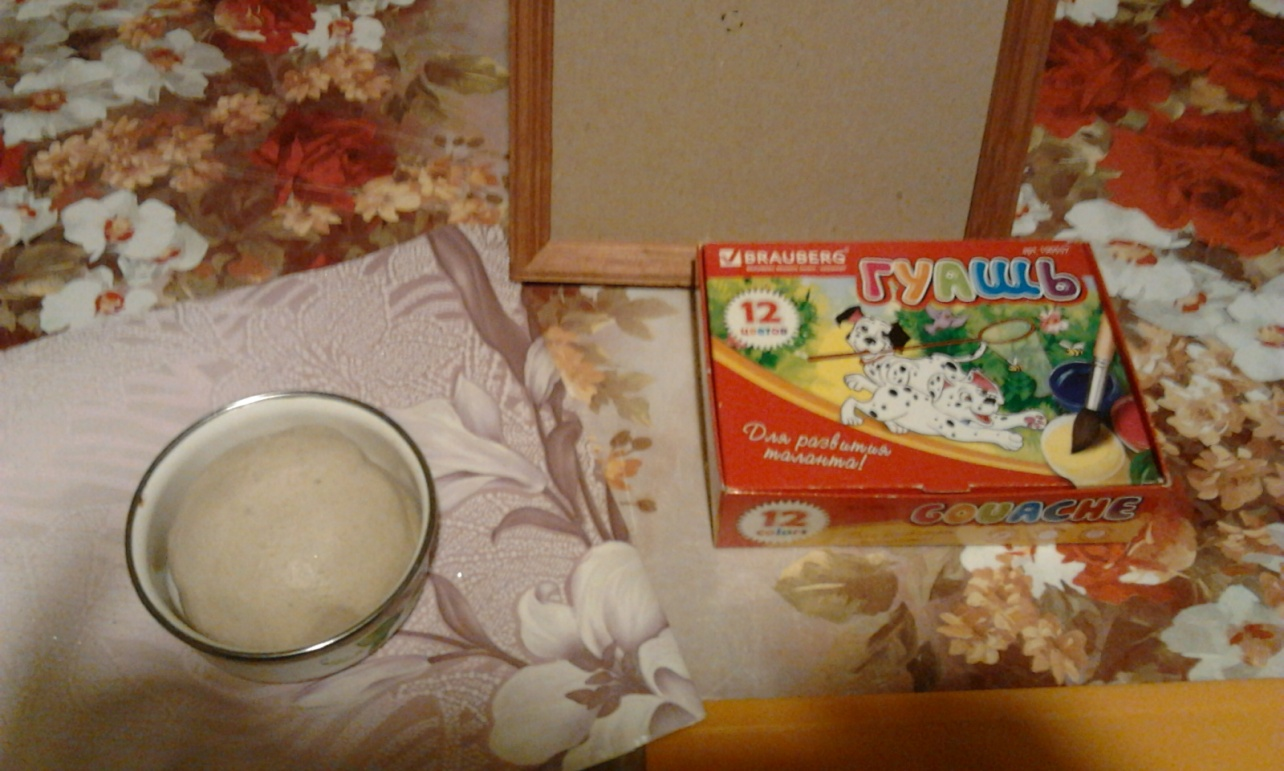 BRAUBERG
ГУАШЬ
12
цветов
Для развития
таланта!
12
colors
GOUACHE